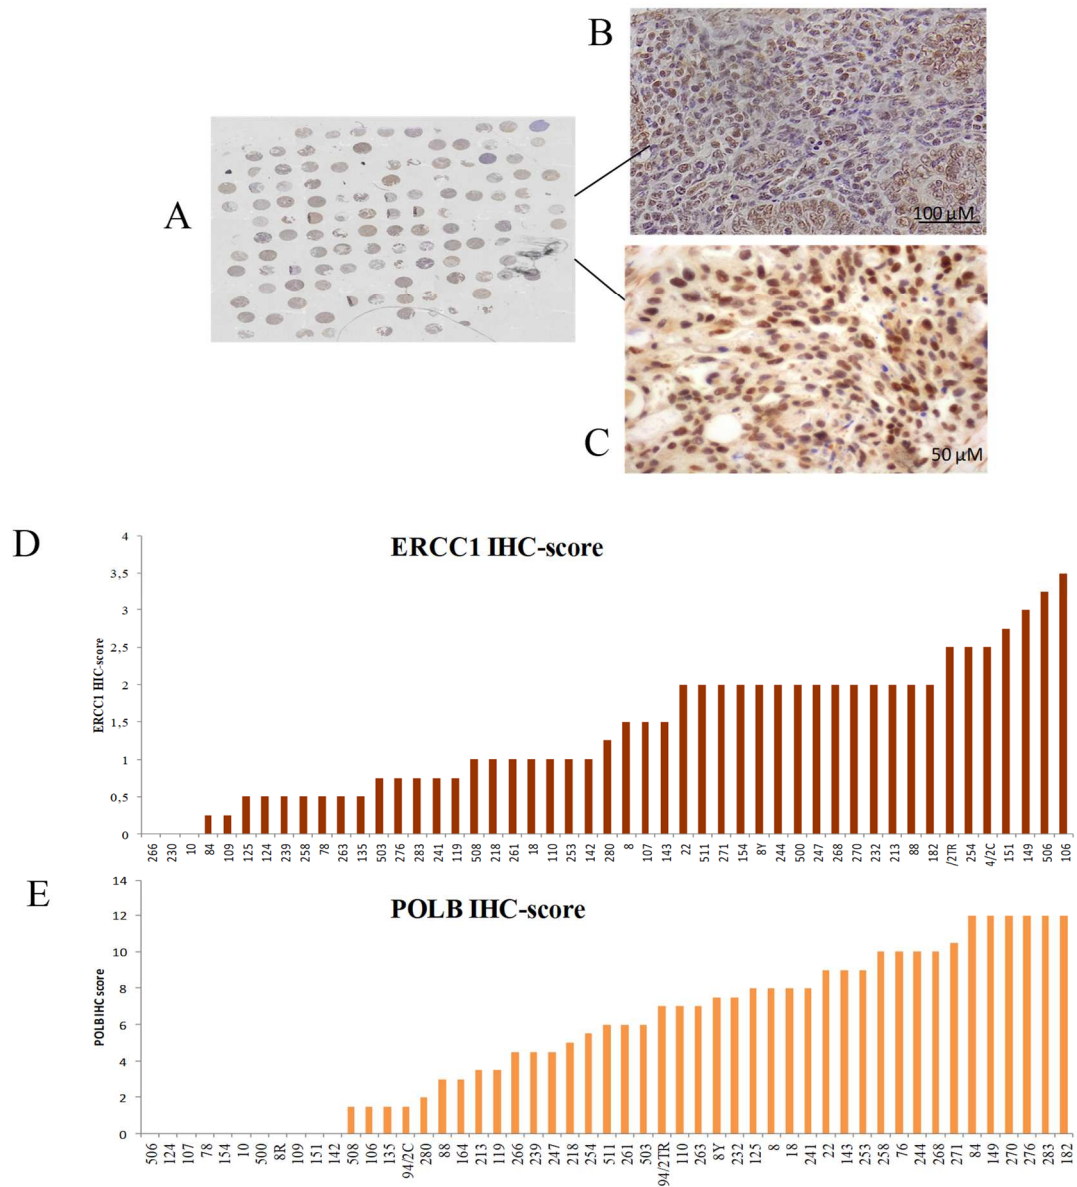 B
A
100 µM
C
50 µM
D
ERCC1 IHC-score
ERCC1 HIC-score
4
3,5
3
2,5
2
1,5
1
0,5
0
266 230 10 84 109 125 124 239 258 78 263 135 503 276 283 241 119 508 218 261 18 110 253 142 280 8 107 143 22 511 271 154 8Y 244 500 247 268 270 232 213 88 182 /2TR 254 4/2C 151 149 506 106
E
POLB IHC-score
POLB IHC score
14
12
10
8
6
4
2
0
506 124 107 78 154 10 500 8R 109 151 142 508 106 135 94/2C 280 88 164 213 119 266 239 247 218 254 511 261 503 94/2TR 110 263 8Y 232 125 8 18 241 22 143 253 258 76 244 268 271 84 149 270 276 283 182